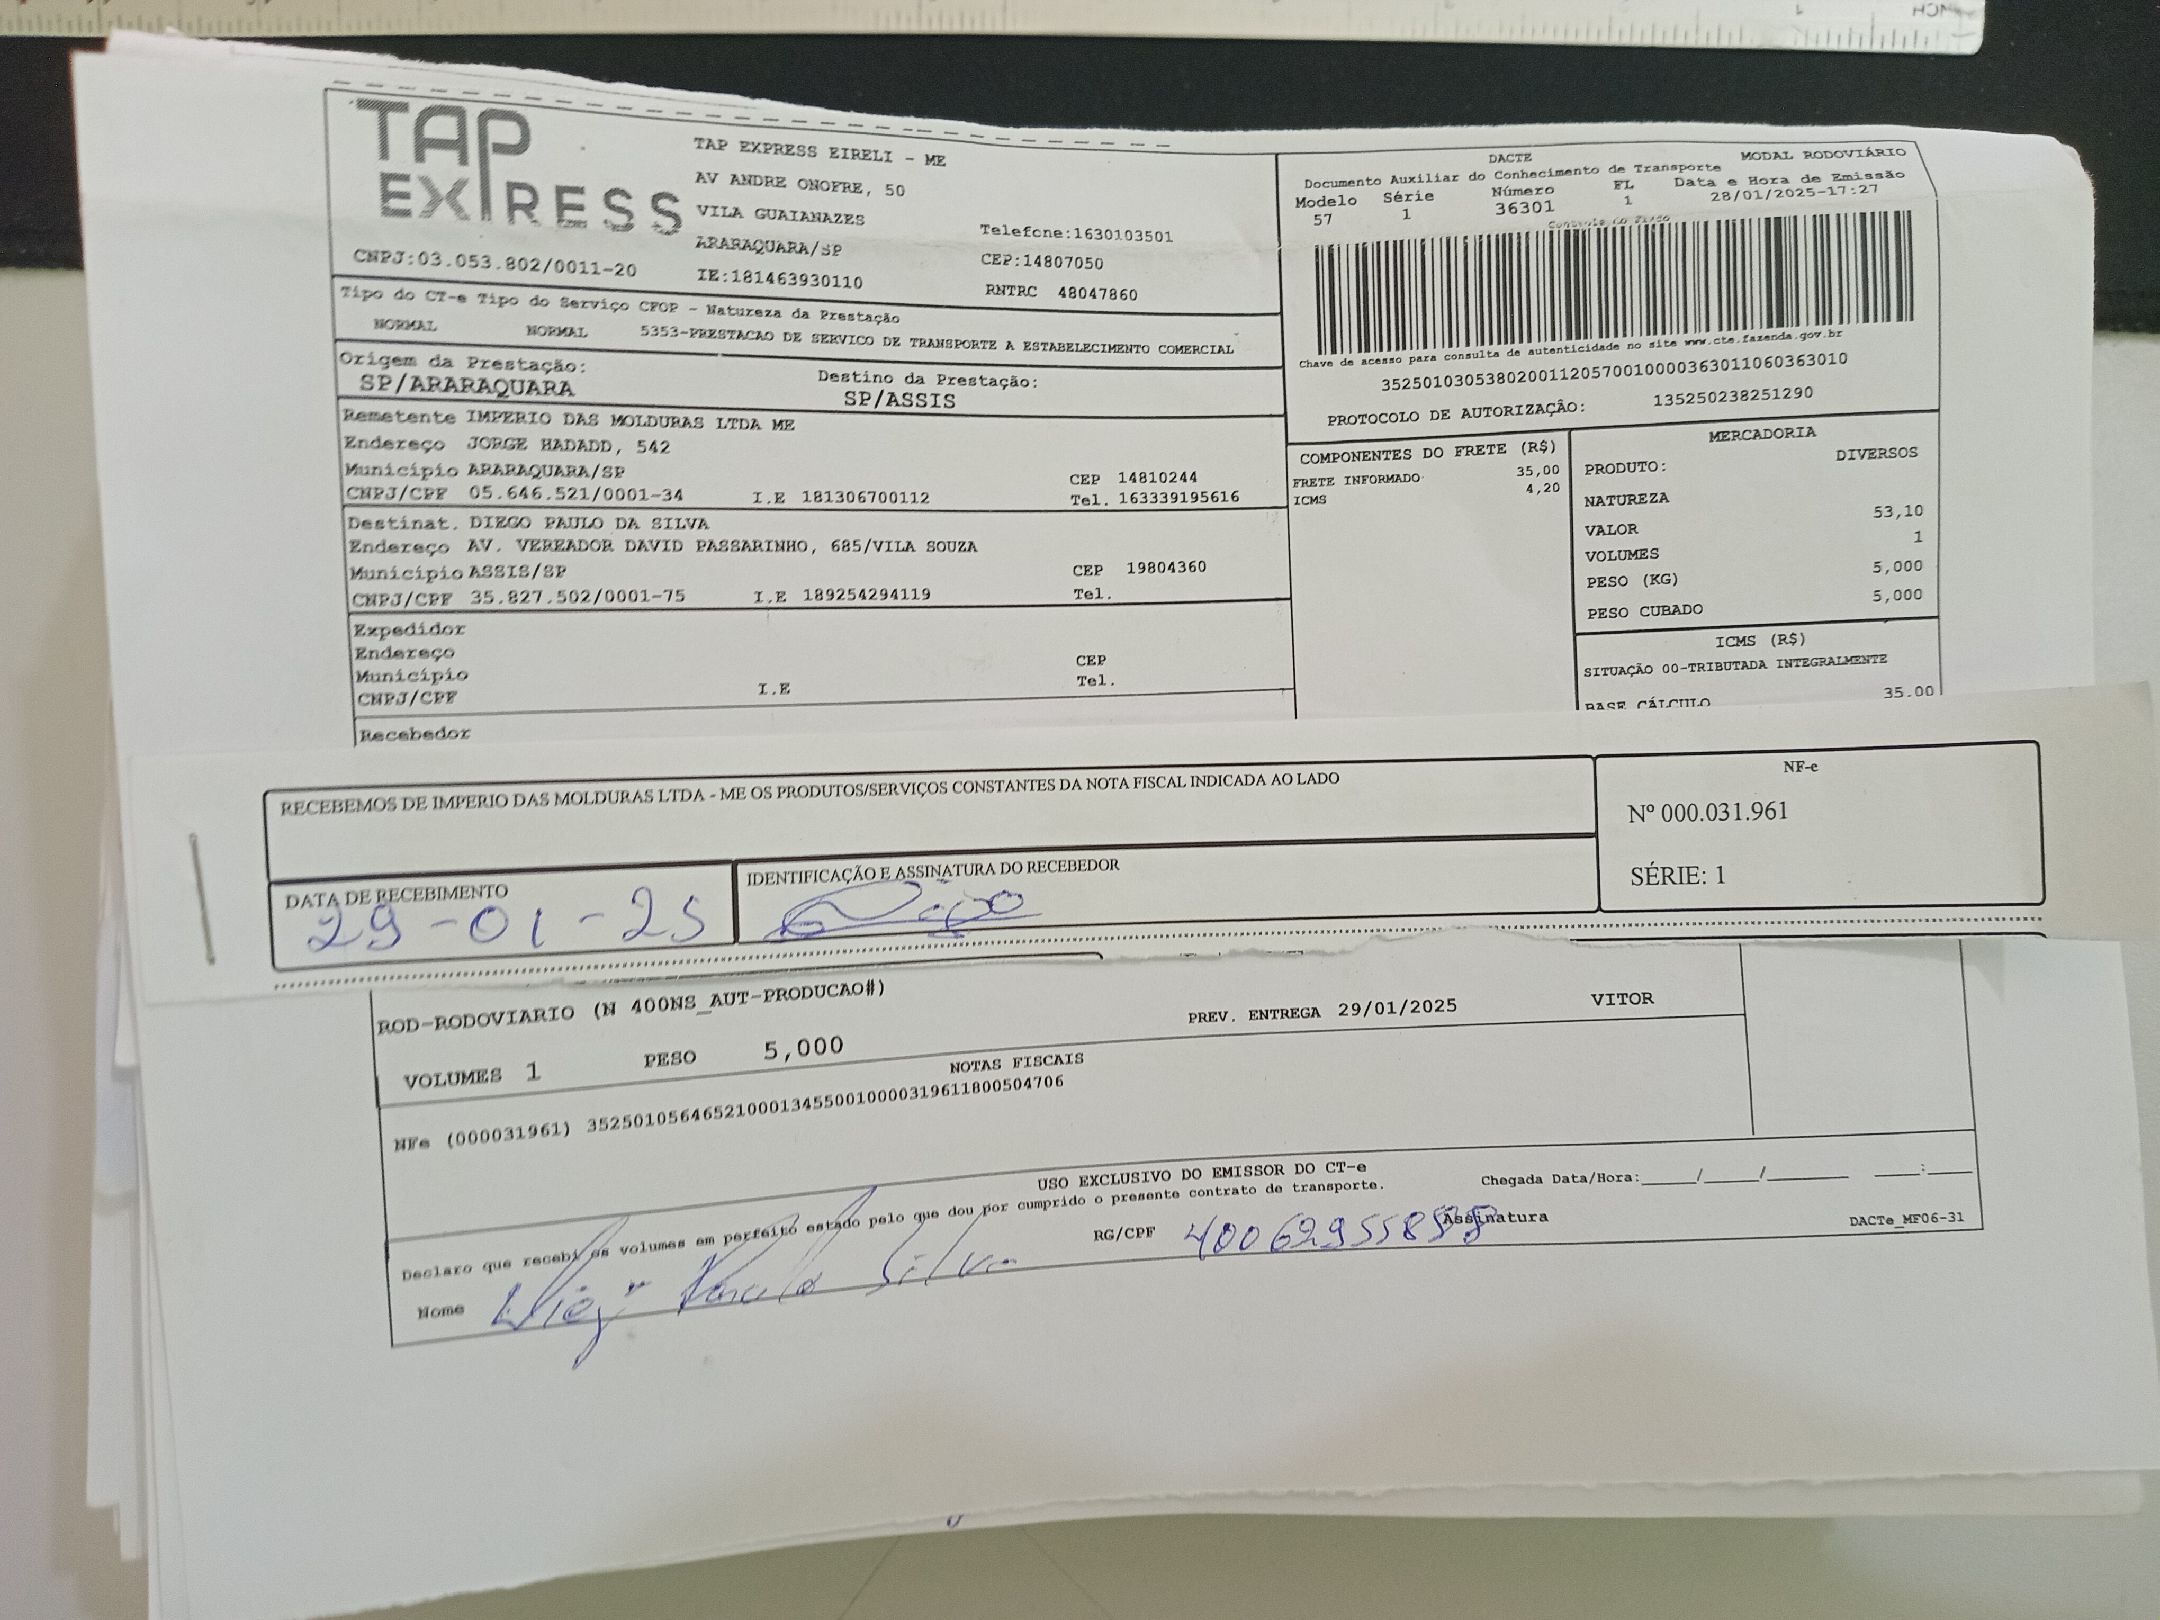 TAP
EXPRESS
TAP EXPRESS EIRELI - ME
AV ANDRE ONOFRE, 50
VILA GUAIANAZES
Telefone:1630103501
ARARAQUARA/SP
CEP:14807050
CNPJ:03.053.802/0011-20
IE:181463930110
RNTRC 48047860
DACTE
MODAL RODOVIÁRIO
Documento Auxiliar do Conhecimento de Transporte
Modelo Série Número FL Data e Hora de Emissão
57 1 36301 1 28/01/2025-17:27
Controle do Fisco
Chave de acesso para consulta de autenticidade no site www.cte.fazenda.gov.br
35250103053802001120570010000363011060363010
PROTOCOLO DE AUTORIZAÇÃO: 135250238251290
Tipo do CT-e Tipo do Serviço CFOP - Natureza da Prestação
NORMAL NORMAL 5353-PRESTACAO DE SERVICO DE TRANSPORTE A ESTABELECIMENTO COMERCIAL
Origem da Prestação: Destino da Prestação:
SP/ARARAQUARA SP/ASSIS
Remetente IMPERIO DAS MOLDURAS LTDA ME
Endereço JORGE HADADD, 542
Município ARARAQUARA/SP CEP 14810244
CNPJ/CPF 05.646.521/0001-34 I.E 181306700112 Tel. 163339195616
Destinat. DIEGO PAULO DA SILVA
Endereço AV. VEREADOR DAVID PASSARINHO, 685/VILA SOUZA
Município ASSIS/SP CEP 19804360
CNPJ/CPF 35.827.502/0001-75 I.E 189254294119 Tel.
Expedidor
Endereço
Município CEP
CNPJ/CPF I.E Tel.
Recebedor
COMPONENTES DO FRETE (R$)
FRETE INFORMADO 35,00
ICMS 4,20
MERCADORIA
PRODUTO: DIVERSOS
NATUREZA
VALOR 53,10
VOLUMES 1
PESO (KG) 5,000
PESO CUBADO 5,000
ICMS (R$)
SITUAÇÃO 00-TRIBUTADA INTEGRALMENTE
BASE CÁLCULO 35.00
RECEBEMOS DE IMPERIO DAS MOLDURAS LTDA - ME OS PRODUTOS/SERVIÇOS CONSTANTES DA NOTA FISCAL INDICADA AO LADO
NF-e
Nº 000.031.961
SÉRIE: 1
DATA DE RECEBIMENTO
29-01-25
IDENTIFICAÇÃO E ASSINATURA DO RECEBEDOR
ROD-RODOVIARIO (N 400NS_AUT-PRODUCAO#)
PREV. ENTREGA 29/01/2025 VITOR
VOLUMES 1 PESO 5,000
NOTAS FISCAIS
NFe (000031961) 35250105646521000134550010000319611800504706
USO EXCLUSIVO DO EMISSOR DO CT-e
Declaro que recebi os volumes em perfeito estado pelo que dou por cumprido o presente contrato de transporte.
Chegada Data/Hora:_____/_____/________ ____:____
Nome Diego Paulo Silva RG/CPF Assinatura
DACTe_MF06-31